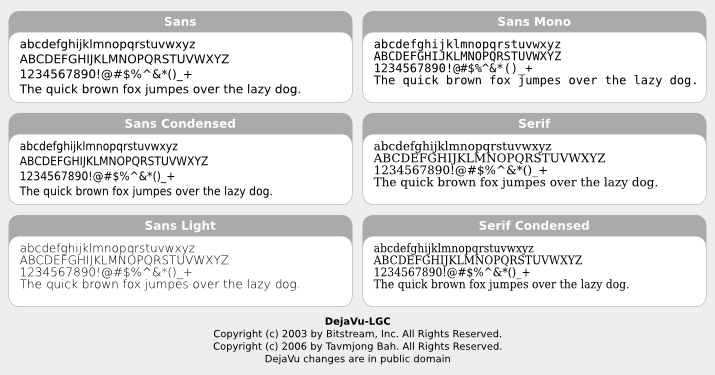 Sans
abcdefghijklmnopqrstuvwxyz
ABCDEFGHIJKLMNOPQRSTUVWXYZ
1234567890!@#$%^&*()_+
The quick brown fox jumpes over the lazy dog.
Sans Mono
abcdefghijklmnopqrstuvwxyz
ABCDEFGHIJKLMNOPQRSTUVWXYZ
1234567890!@#$%^&*()_+
The quick brown fox jumpes over the lazy dog.
Sans Condensed
abcdefghijklmnopqrstuvwxyz
ABCDEFGHIJKLMNOPQRSTUVWXYZ
1234567890!@#$%^&*()_+
The quick brown fox jumpes over the lazy dog.
Serif
abcdefghijklmnopqrstuvwxyz
ABCDEFGHIJKLMNOPQRSTUVWXYZ
1234567890!@#$%^&*()_+
The quick brown fox jumpes over the lazy dog.
Sans Light
abcdefghijklmnopqrstuvwxyz
ABCDEFGHIJKLMNOPQRSTUVWXYZ
1234567890!@#$%^&*()_+
The quick brown fox jumpes over the lazy dog.
Serif Condensed
abcdefghijklmnopqrstuvwxyz
ABCDEFGHIJKLMNOPQRSTUVWXYZ
1234567890!@#$%^&*()_+
The quick brown fox jumpes over the lazy dog.
DejaVu-LGC
Copyright (c) 2003 by Bitstream, Inc. All Rights Reserved.
Copyright (c) 2006 by Tavmjong Bah. All Rights Reserved.
DejaVu changes are in public domain